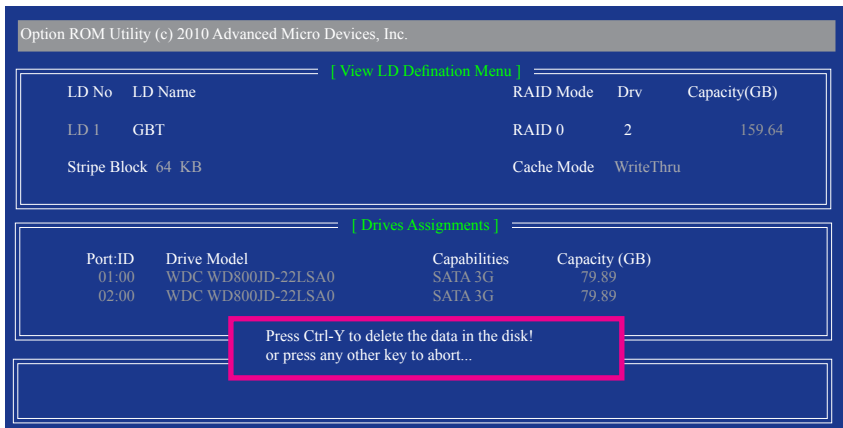 Option ROM Utility (c) 2010 Advanced Micro Devices, Inc.
[ View LD Defination Menu ]
LD No LD Name RAID Mode Drv Capacity(GB)
LD 1 GBT RAID 0 2 159.64
Stripe Block 64 KB Cache Mode WriteThru
[ Drives Assignments ]
Port:ID Drive Model Capabilities Capacity (GB)
01:00 WDC WD800JD-22LSA0 SATA 3G 79.89
02:00 WDC WD800JD-22LSA0 SATA 3G 79.89
Press Ctrl-Y to delete the data in the disk!
or press any other key to abort...